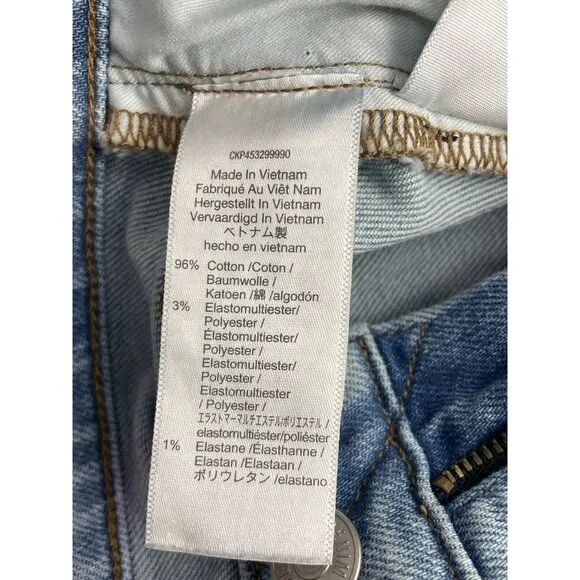 CKP453299990
Made In Vietnam
Fabriqué Au Viêt Nam
Hergestellt In Vietnam
Vervaardigd In Vietnam
ベトナム製
hecho en vietnam
96% Cotton /Coton /
Baumwolle /
Katoen /綿 /algodón
3% Elastomultiester/
Polyester /
Élastomultiester/
Polyester /
Elastomultiester/
Polyester /
Elastomultiester
/ Polyester /
エラストマーマルチエステル/ポリエステル /
elastomultiéster/poliéster
1% Elastane /Élasthanne /
Elastan /Elastaan /
ポリウレタン /elastano